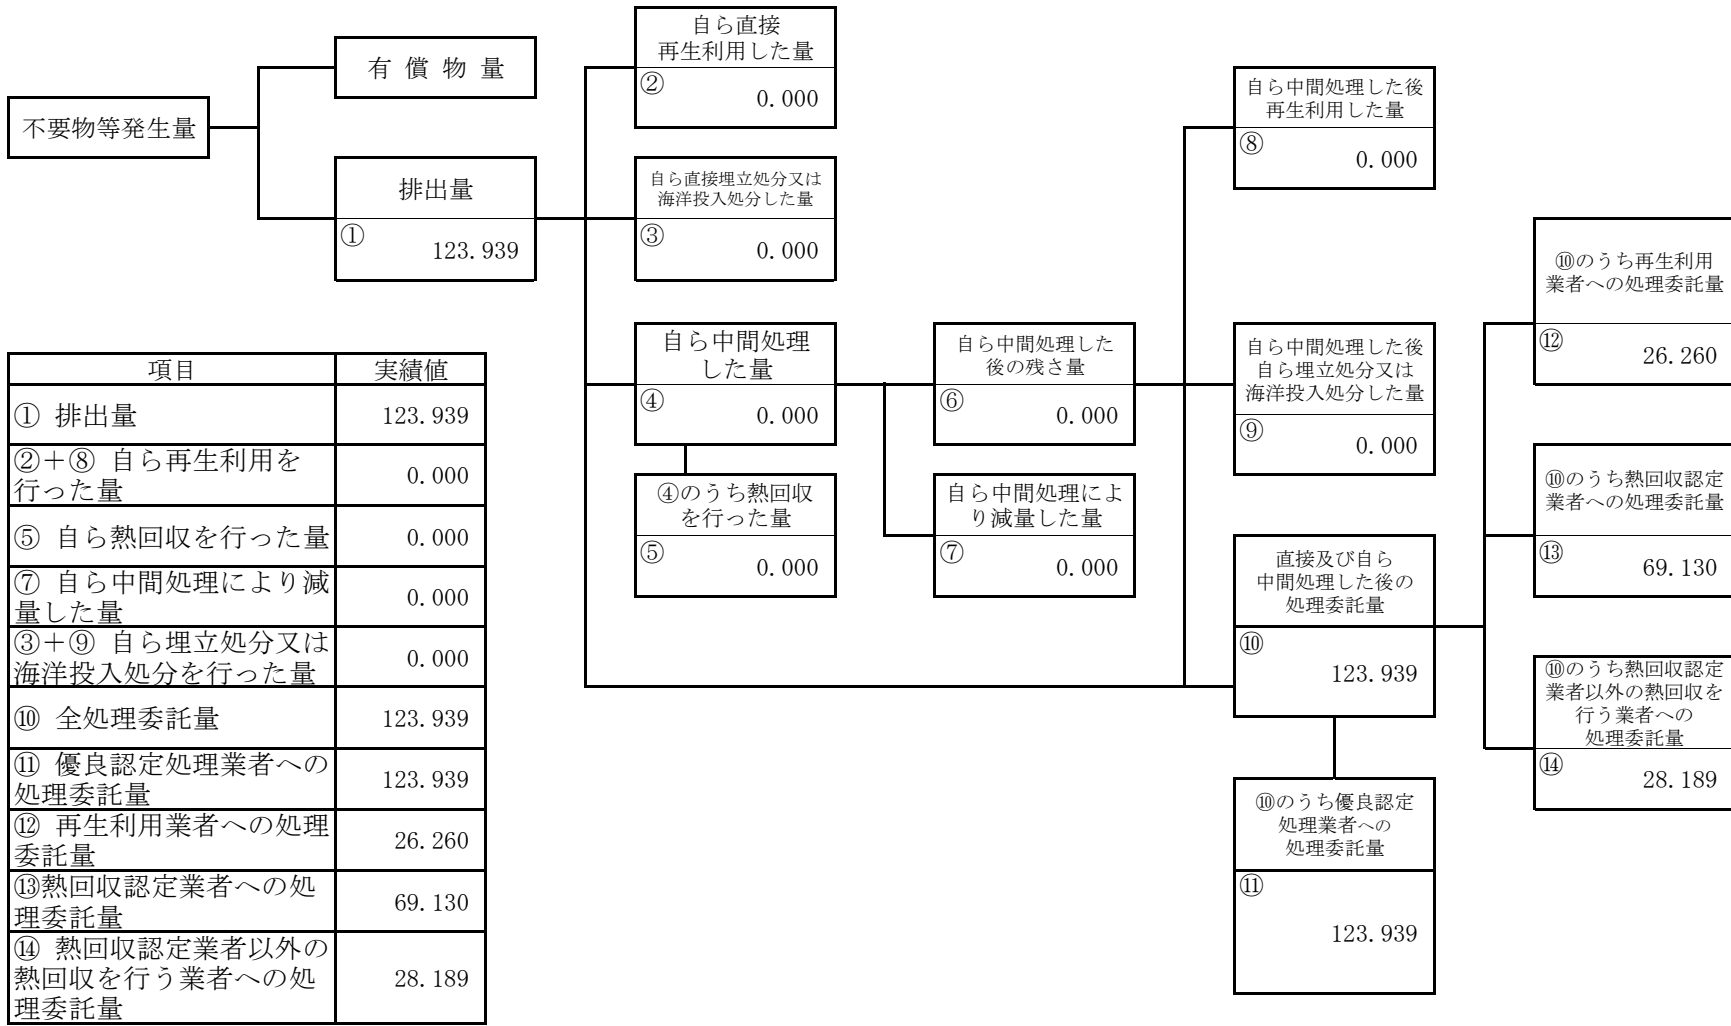 不要物等発生量
有 償 物 量
排出量
①
123.939
自ら直接
再生利用した量
②
0.000
自ら直接埋立処分又は
海洋投入処分した量
③
0.000
自ら中間処理
した量
④
0.000
④のうち熱回収
を行った量
⑤
0.000
自ら中間処理した
後の残さ量
⑥
0.000
自ら中間処理によ
り減量した量
⑦
0.000
自ら中間処理した後
再生利用した量
⑧
0.000
自ら中間処理した後
自ら埋立処分又は
海洋投入処分した量
⑨
0.000
直接及び自ら
中間処理した後の
処理委託量
⑩
123.939
⑩のうち優良認定
処理業者への
処理委託量
⑪
123.939
⑩のうち再生利用
業者への処理委託量
⑫
26.260
⑩のうち熱回収認定
業者への処理委託量
⑬
69.130
⑩のうち熱回収認定
業者以外の熱回収を
行う業者への
処理委託量
⑭
28.189
項目 実績値
① 排出量 123.939
②＋⑧ 自ら再生利用を
行った量 0.000
⑤ 自ら熱回収を行った量 0.000
⑦ 自ら中間処理により減
量した量 0.000
③＋⑨ 自ら埋立処分又は
海洋投入処分を行った量 0.000
⑩ 全処理委託量 123.939
⑪ 優良認定処理業者への
処理委託量 123.939
⑫ 再生利用業者への処理
委託量 26.260
⑬熱回収認定業者への処
理委託量 69.130
⑭ 熱回収認定業者以外の
熱回収を行う業者への処
理委託量 28.189